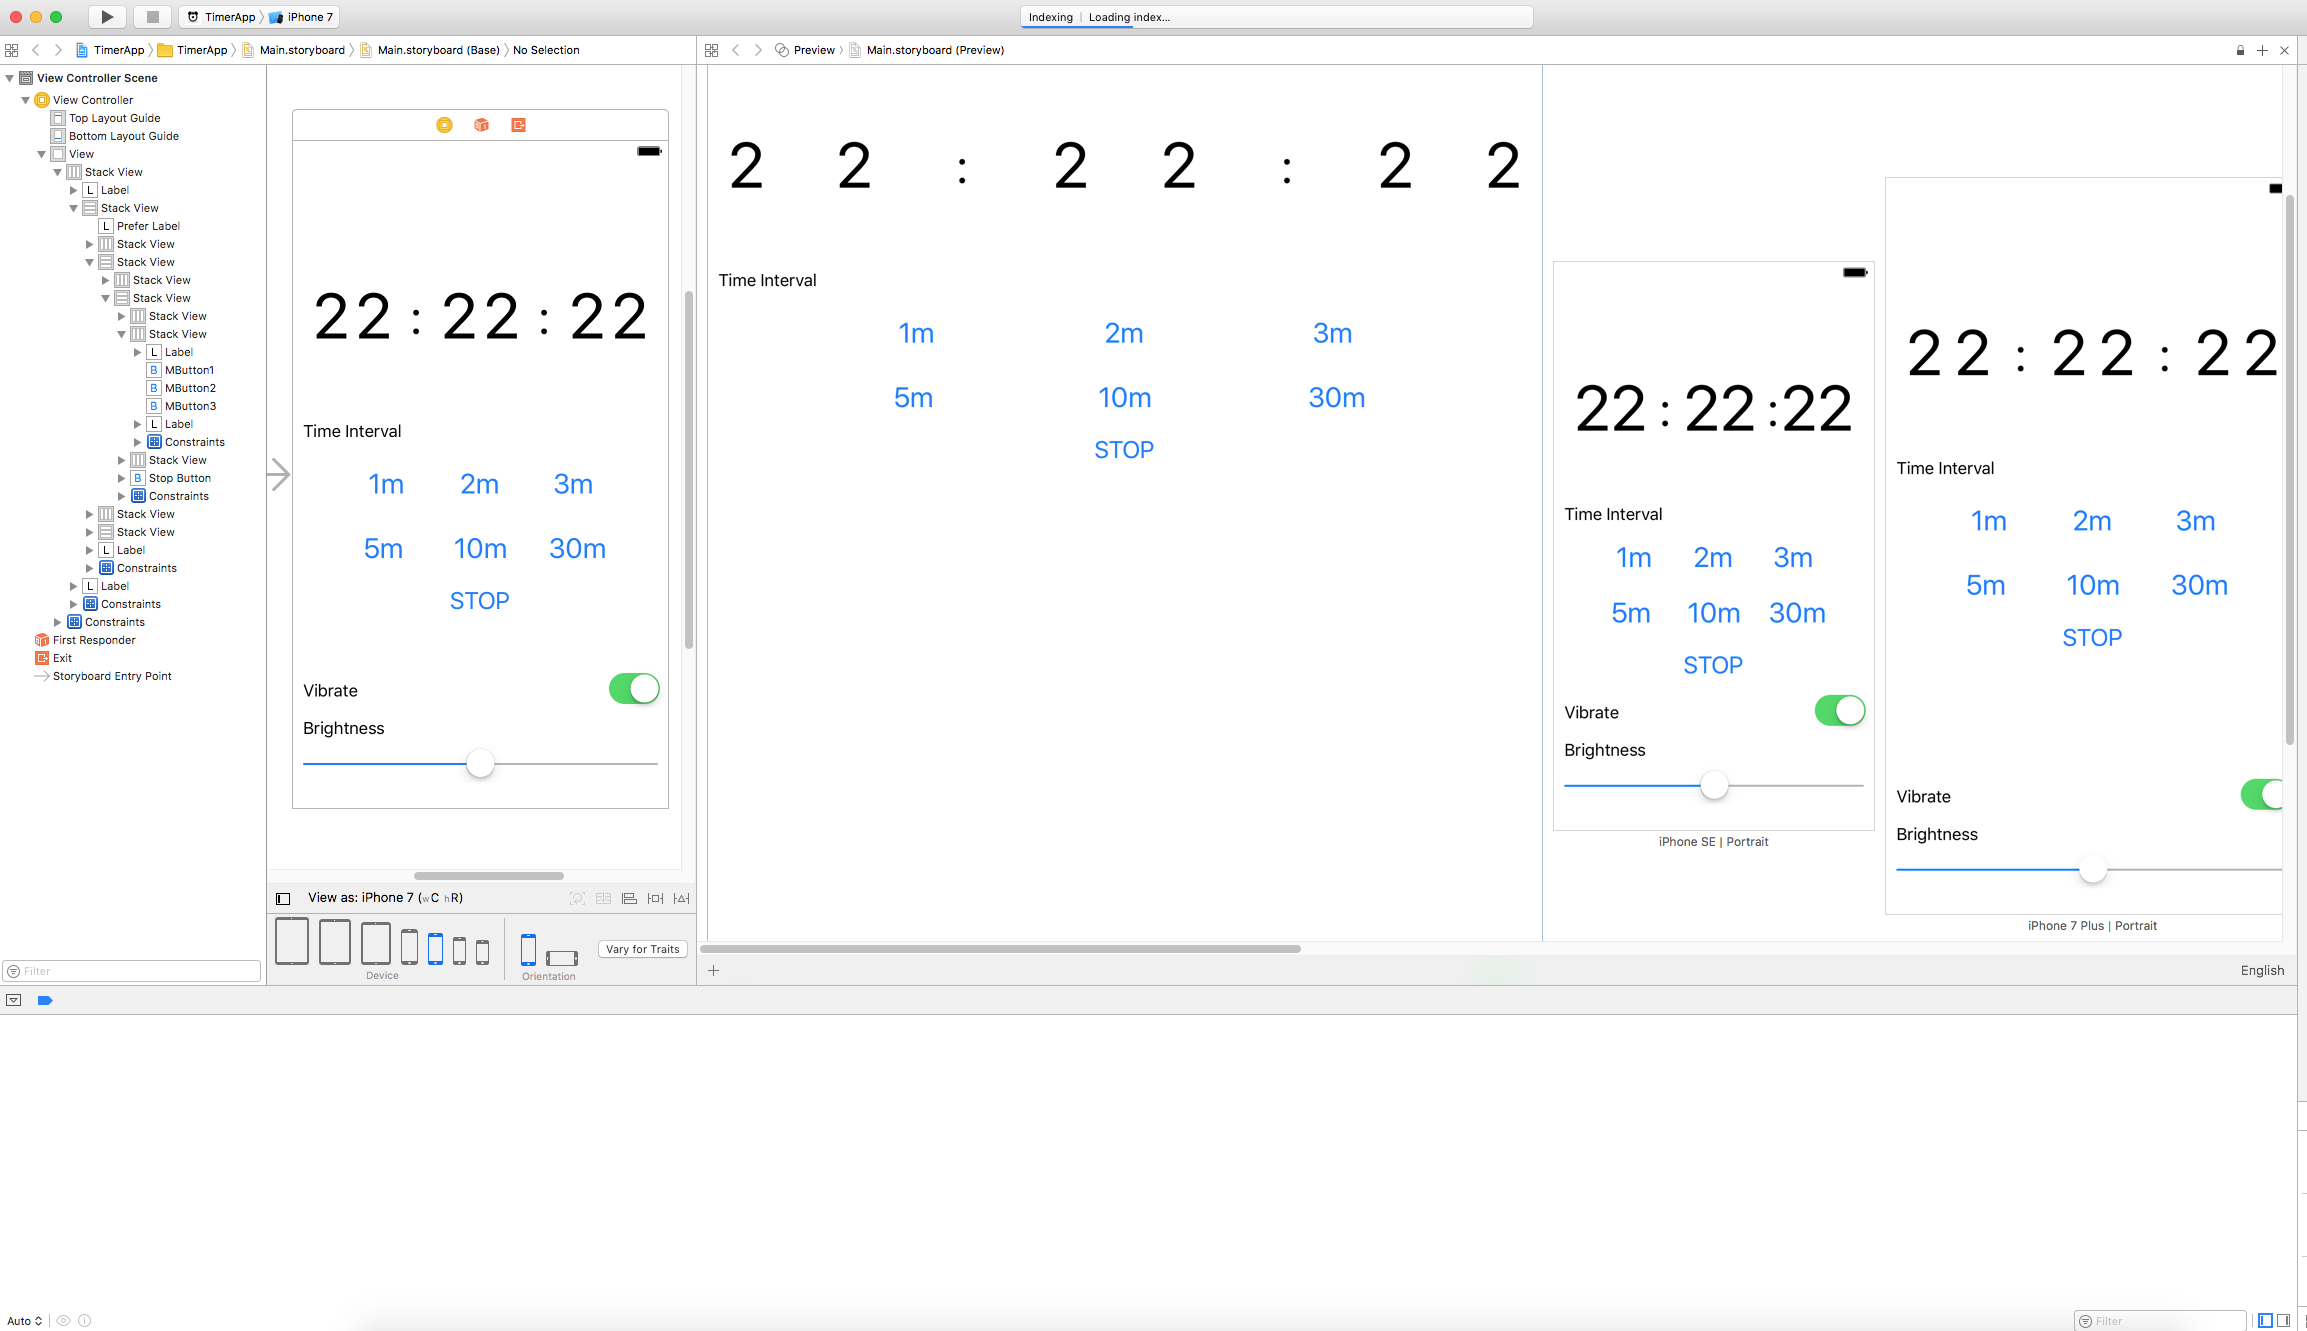 TimerApp iPhone 7
Indexing | Loading index...
TimerApp TimerApp Main.storyboard Main.storyboard (Base) No Selection
Preview Main.storyboard (Preview)
View Controller Scene
View Controller
Top Layout Guide
Bottom Layout Guide
View
Stack View
L Label
Stack View
L Prefer Label
Stack View
Stack View
Stack View
Stack View
Stack View
Stack View
L Label
B MButton1
B MButton2
B MButton3
L Label
Constraints
Stack View
B Stop Button
Constraints
Stack View
Stack View
L Label
Constraints
L Label
Constraints
Constraints
First Responder
Exit
Storyboard Entry Point
Filter
22 : 22 : 22
Time Interval
1m 2m 3m
5m 10m 30m
STOP
Vibrate
Brightness
View as: iPhone 7 (wC hR)
Device
Orientation
Vary for Traits
2 2 : 2 2 : 2 2
Time Interval
1m 2m 3m
5m 10m 30m
STOP
22 : 22 :22
Time Interval
1m 2m 3m
5m 10m 30m
STOP
Vibrate
Brightness
iPhone SE | Portrait
22 : 22 : 22
Time Interval
1m 2m 3m
5m 10m 30m
STOP
Vibrate
Brightness
iPhone 7 Plus | Portrait
English
Auto
Filter